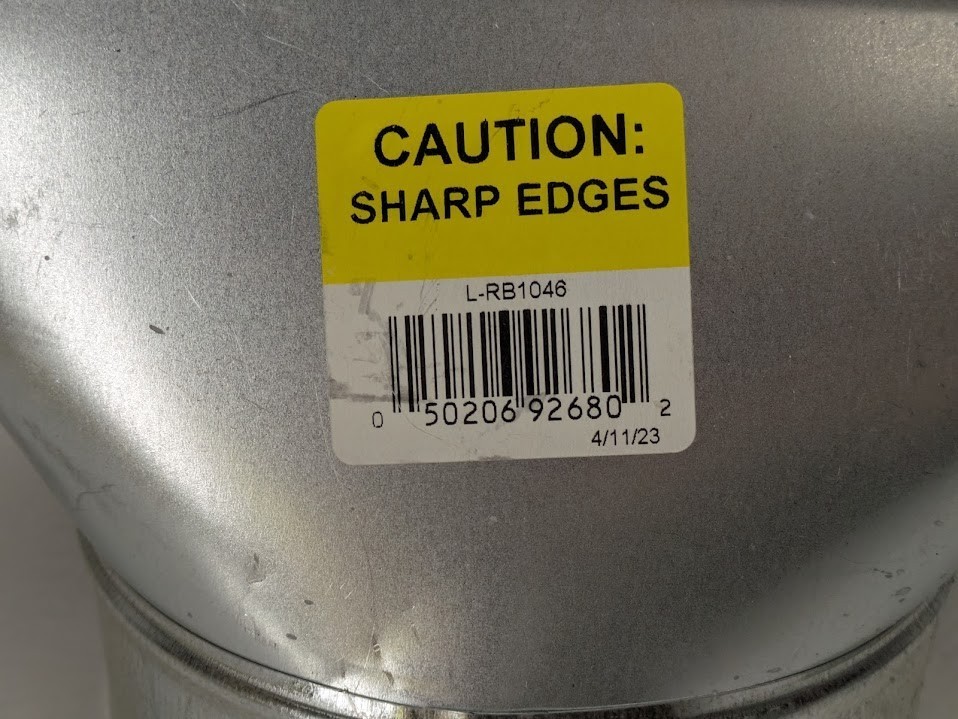 CAUTION:
SHARP EDGES
L-RB1046
0 50206 92680 2
4/11/23